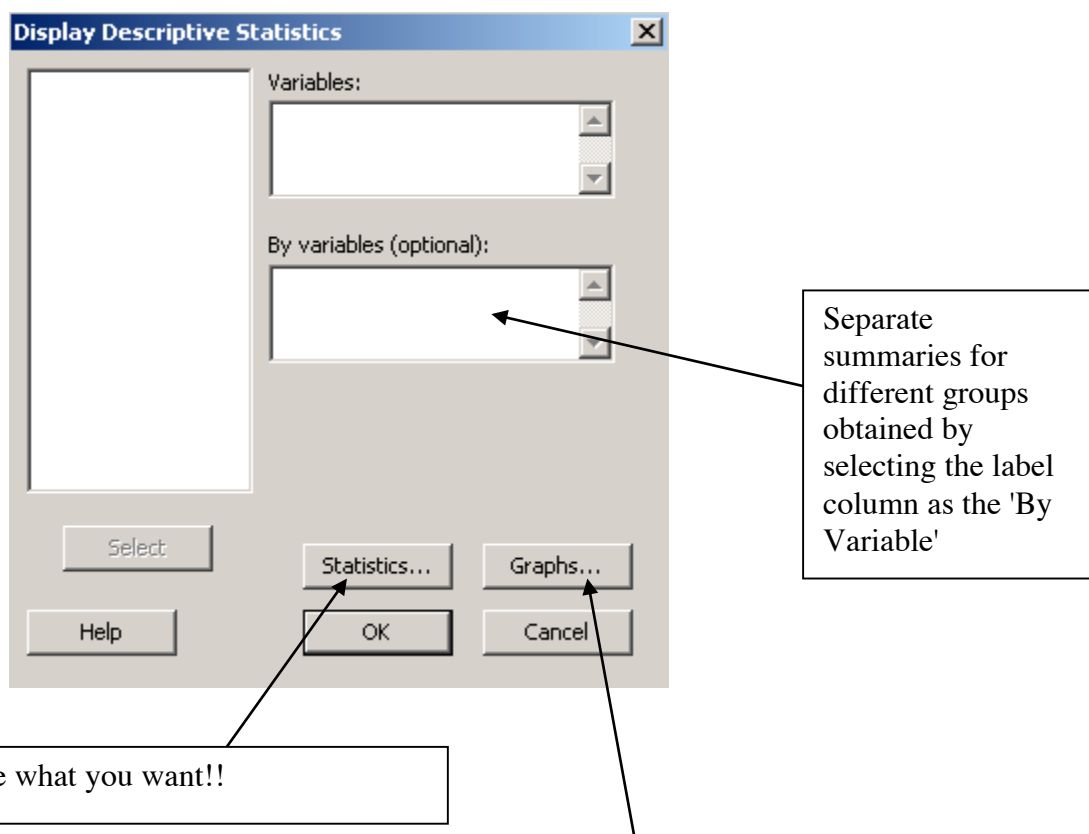 Display Descriptive Statistics
Variables:
By variables (optional):
Separate
summaries for
different groups
obtained by
selecting the label
column as the 'By
Variable'
Select
Statistics...
Graphs...
Help
OK
Cancel
what you want!!